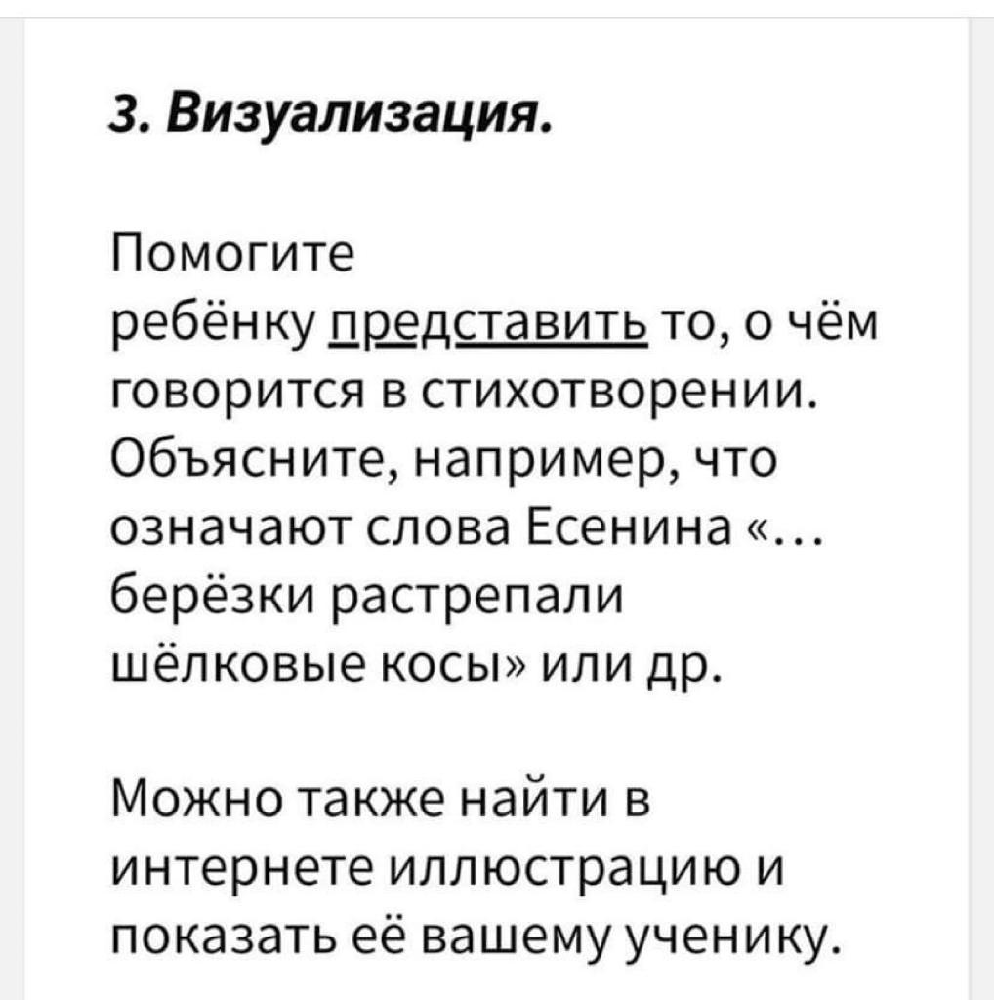 3. Визуализация.
Помогите
ребёнку представить то, о чём
говорится в стихотворении.
Объясните, например, что
означают слова Есенина «...
берёзки растрепали
шёлковые косы» или др.
Можно также найти в
интернете иллюстрацию и
показать её вашему ученику.